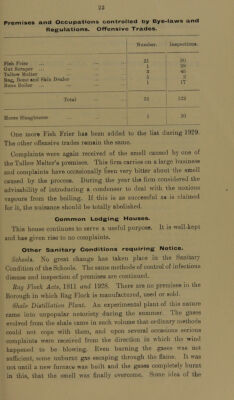 23
Premises and Occupations controlled by Bye-laws and
Regulations. Offensive Trades.
Number. Inspections.
Fish Frier ... 21 50
Gut Scraper ... 1 28
Tallow Melter ... 3 45
Rag, Bone and Skin Dealer 5
Bone Boiler ... 1 17
Total
Horse Slaughterer ... 1 30
One more Fish Frier has been added to the list during 1929.
The other offensive trades remain the same.
Complaints were again received of the smell caused by one of
the Tallow Melter's premises. This firm carries on a large business
and complaints have occasionally been very bitter about the smell
caused by the process. During the year the firm considered the
advisability of introducing a condenser to deal with the noxious
vapours from the boiling. If this is as successful as is claimed
for it, the nuisance should be totally abolished.
Common Lodging Houses.
This house continues to serve a useful purpose. It is well-kept
and has given rise to no complaints.
Other Sanitary Conditions requiring Notice.
Schools. No great change has taken place in the Sanitary
Condition of the Schools. The same methods of control of infectious
disease and inspection of premises are continued.
Rag Flock Acts, 1911 and 1928. There are no premises in the
Borough in which Rag Flock is manufactured, used or sold.
Shale Distillation Plant. An experimental plant of this nature
came into unpopular notoriety during the summer. The gases
evolved from the shale came in such volume that ordinary methods
could not cope with them, and upon several occasions serious
complaints were received from the direction in which the wind
happened to be blowing. Even burning the gases was not
sufficient, some unburnt gas escaping through the flame. It was
not until a new furnace was built and the gases completely burnt
in this, that the smell was finally overcome. Some idea of the